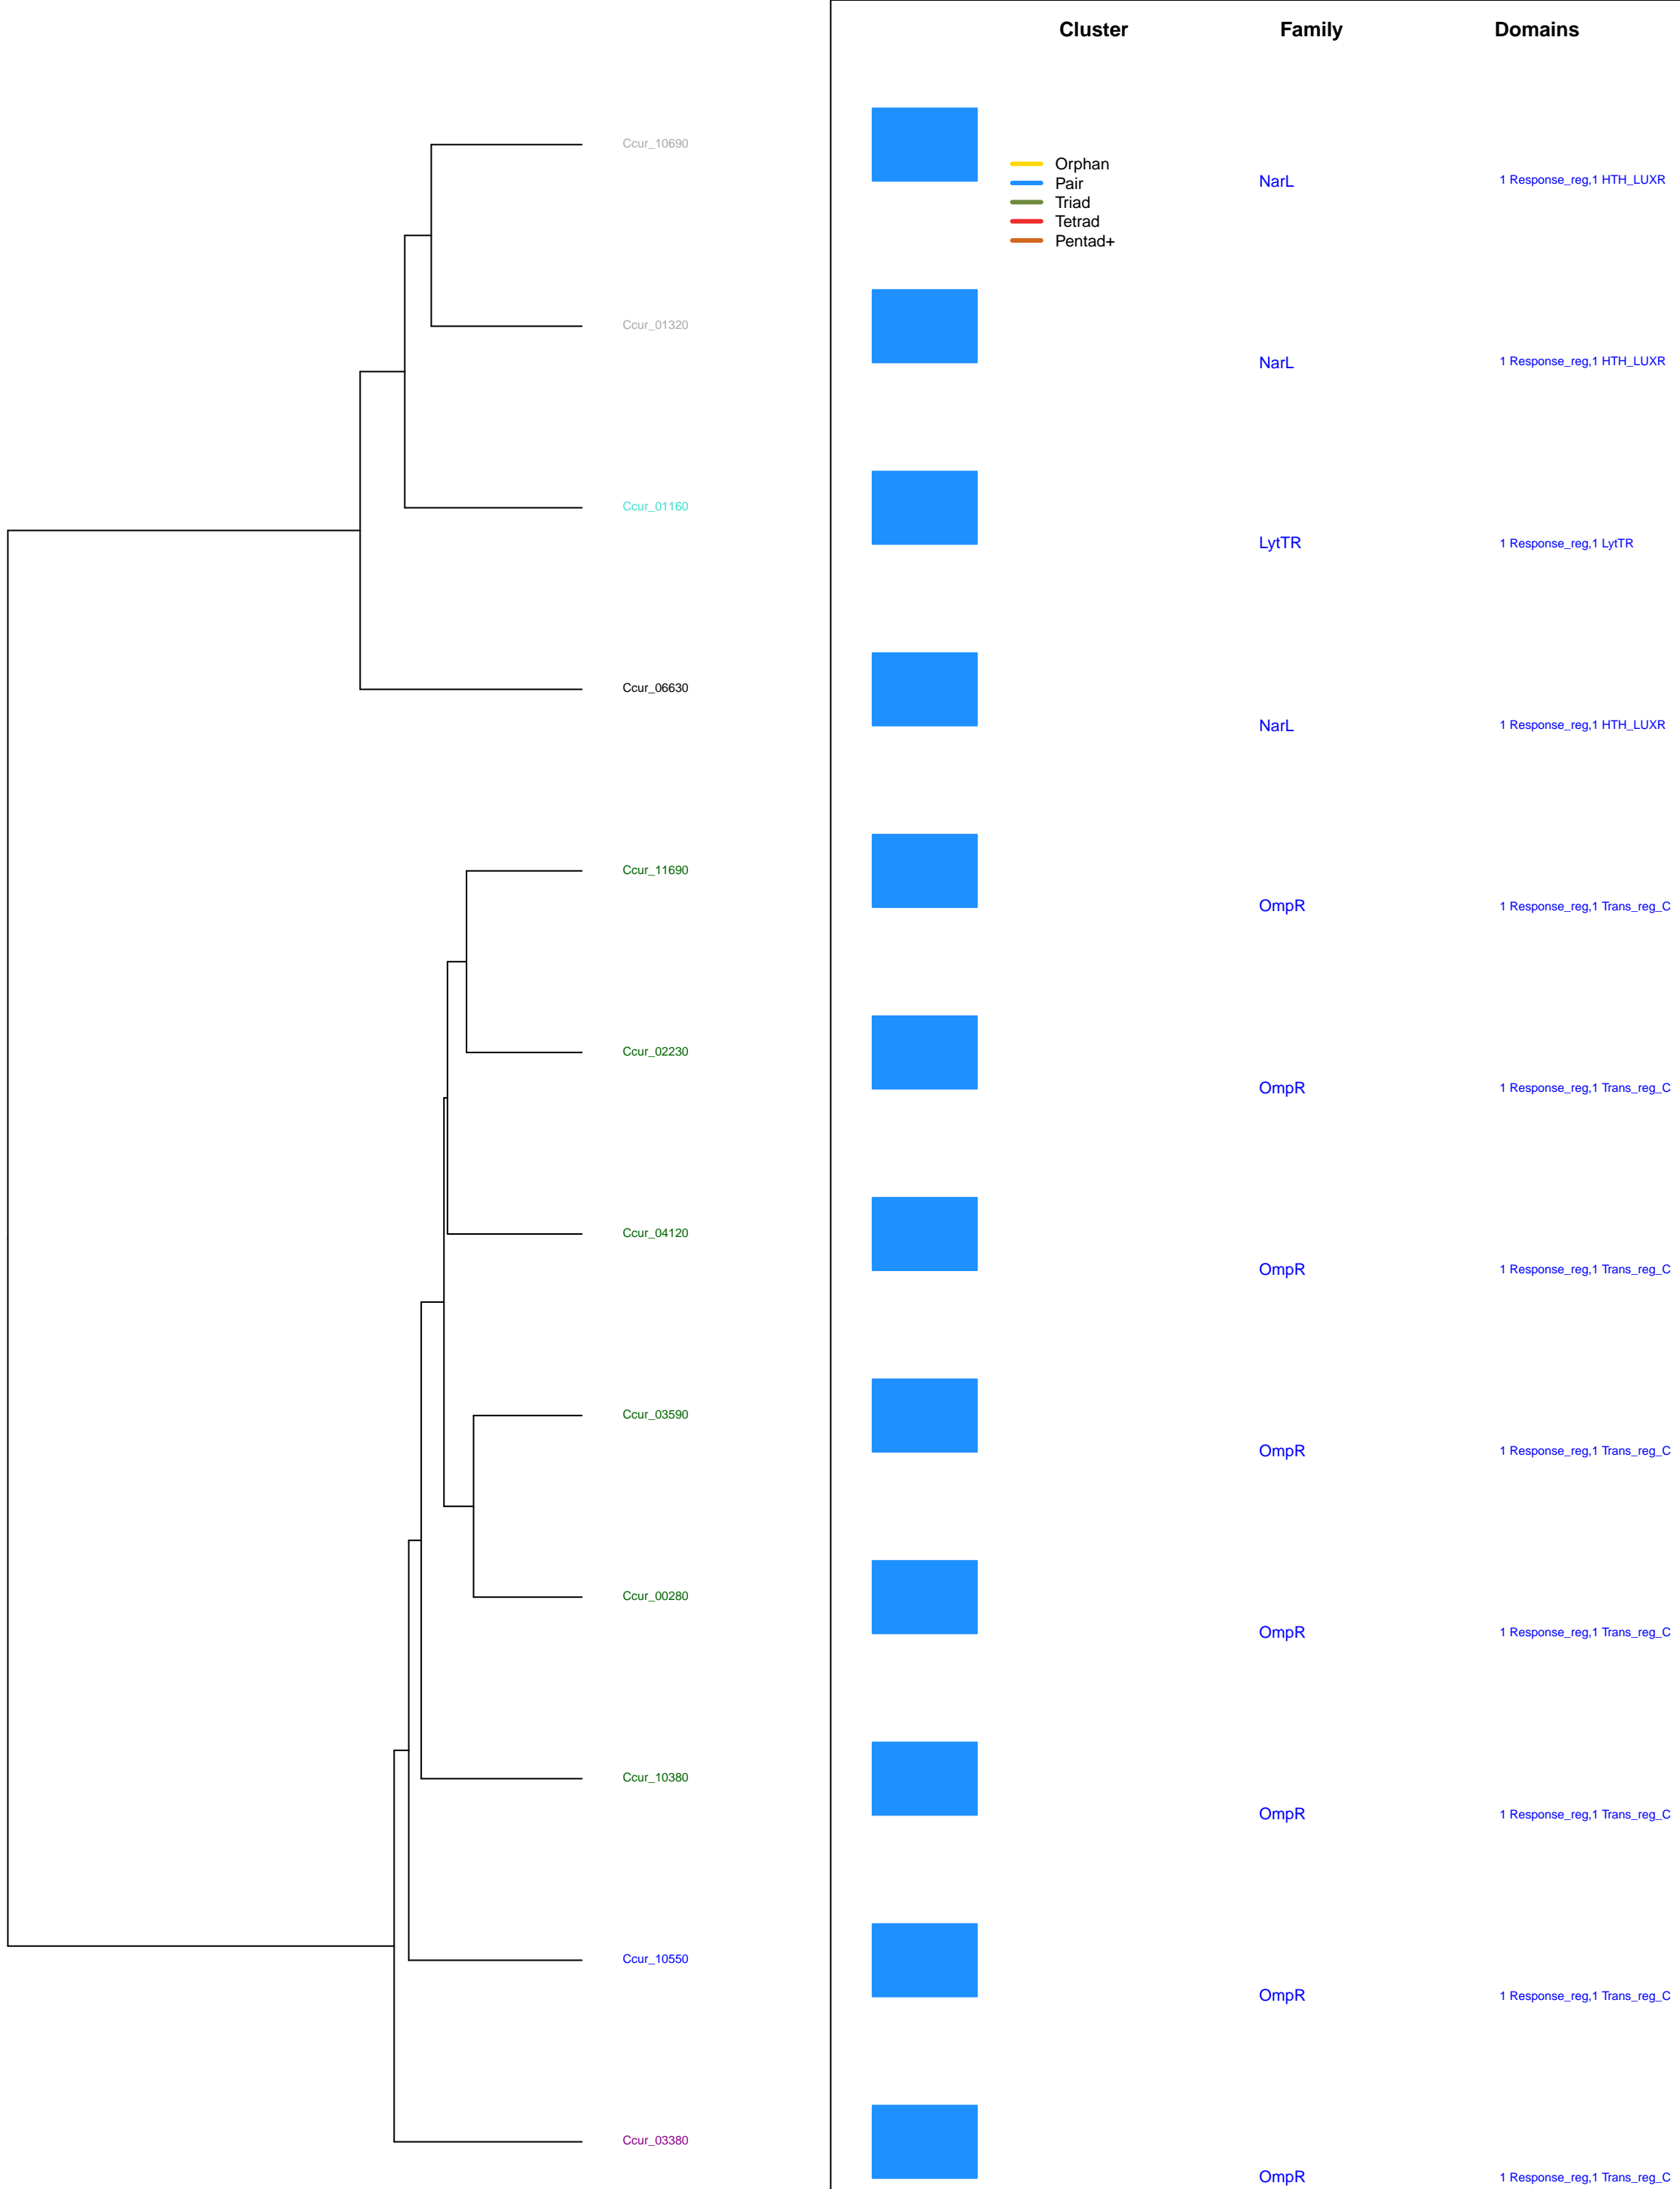 Cluster Family Domains
Ccur_10690
Orphan
Pair
Triad
Tetrad
Pentad+
NarL 1 Response_reg,1 HTH_LUXR
Ccur_01320
NarL 1 Response_reg,1 HTH_LUXR
Ccur_01160
LytTR 1 Response_reg,1 LytTR
Ccur_06630
NarL 1 Response_reg,1 HTH_LUXR
Ccur_11690
OmpR 1 Response_reg,1 Trans_reg_C
Ccur_02230
OmpR 1 Response_reg,1 Trans_reg_C
Ccur_04120
OmpR 1 Response_reg,1 Trans_reg_C
Ccur_03590
OmpR 1 Response_reg,1 Trans_reg_C
Ccur_00280
OmpR 1 Response_reg,1 Trans_reg_C
Ccur_10380
OmpR 1 Response_reg,1 Trans_reg_C
Ccur_10550
OmpR 1 Response_reg,1 Trans_reg_C
Ccur_03380
OmpR 1 Response_reg,1 Trans_reg_C